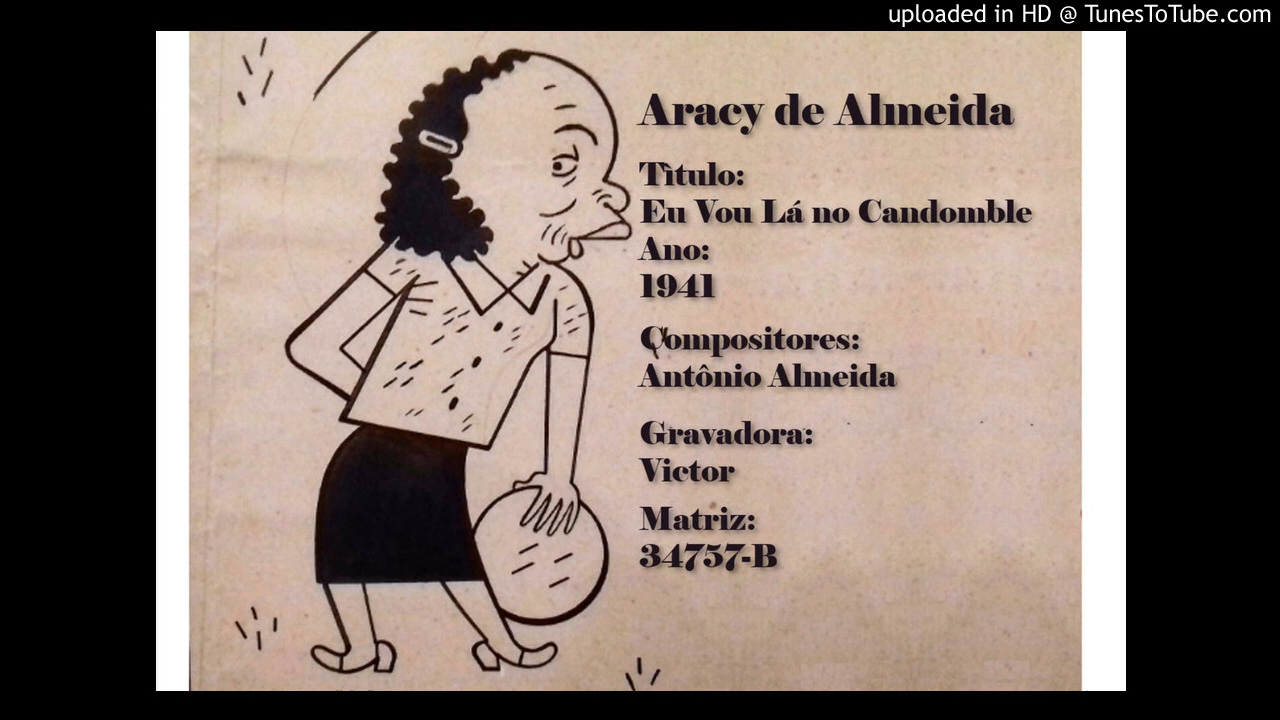 uploaded in HD @ TunesToTube.com
Aracy de Almeida
Tìtulo:
Eu Vou Lá no Candomble
Ano:
1941
Compositores:
Antônio Almeida
Gravadora:
Victor
Matriz:
34757-B